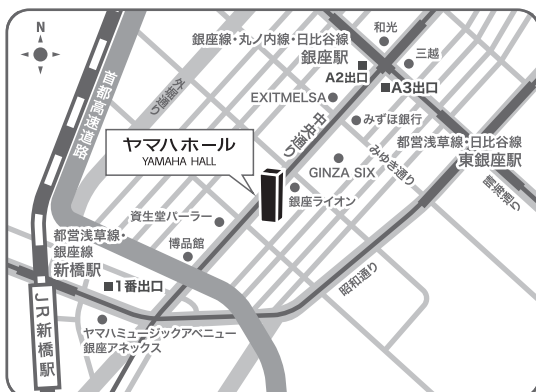 N
和光
銀座線・丸ノ内線・日比谷線
銀座駅
三越
A2出口
A3出口
外堀通り
EXITMELSA
首都高速道路
中央通り
みずほ銀行
都営浅草線・日比谷線
東銀座駅
ヤマハホール
YAMAHA HALL
みゆき通り
GINZA SIX
晴海通り
銀座ライオン
資生堂パーラー
都営浅草線・
銀座線
新橋駅
博品館
昭和通り
1番出口
JR新橋駅
ヤマハミュージックアベニュー
銀座アネックス